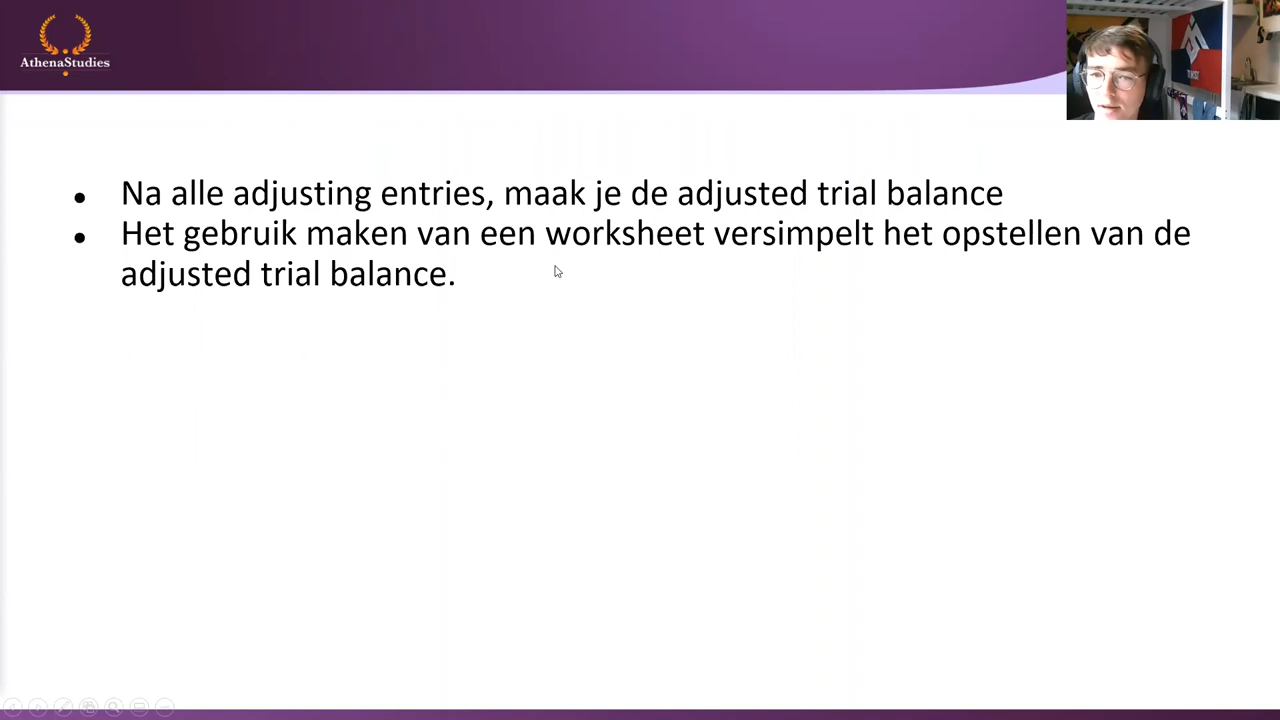 AthenaStudies
Na alle adjusting entries, maak je de adjusted trial balance
Het gebruik maken van een worksheet versimpelt het opstellen van de
adjusted trial balance.